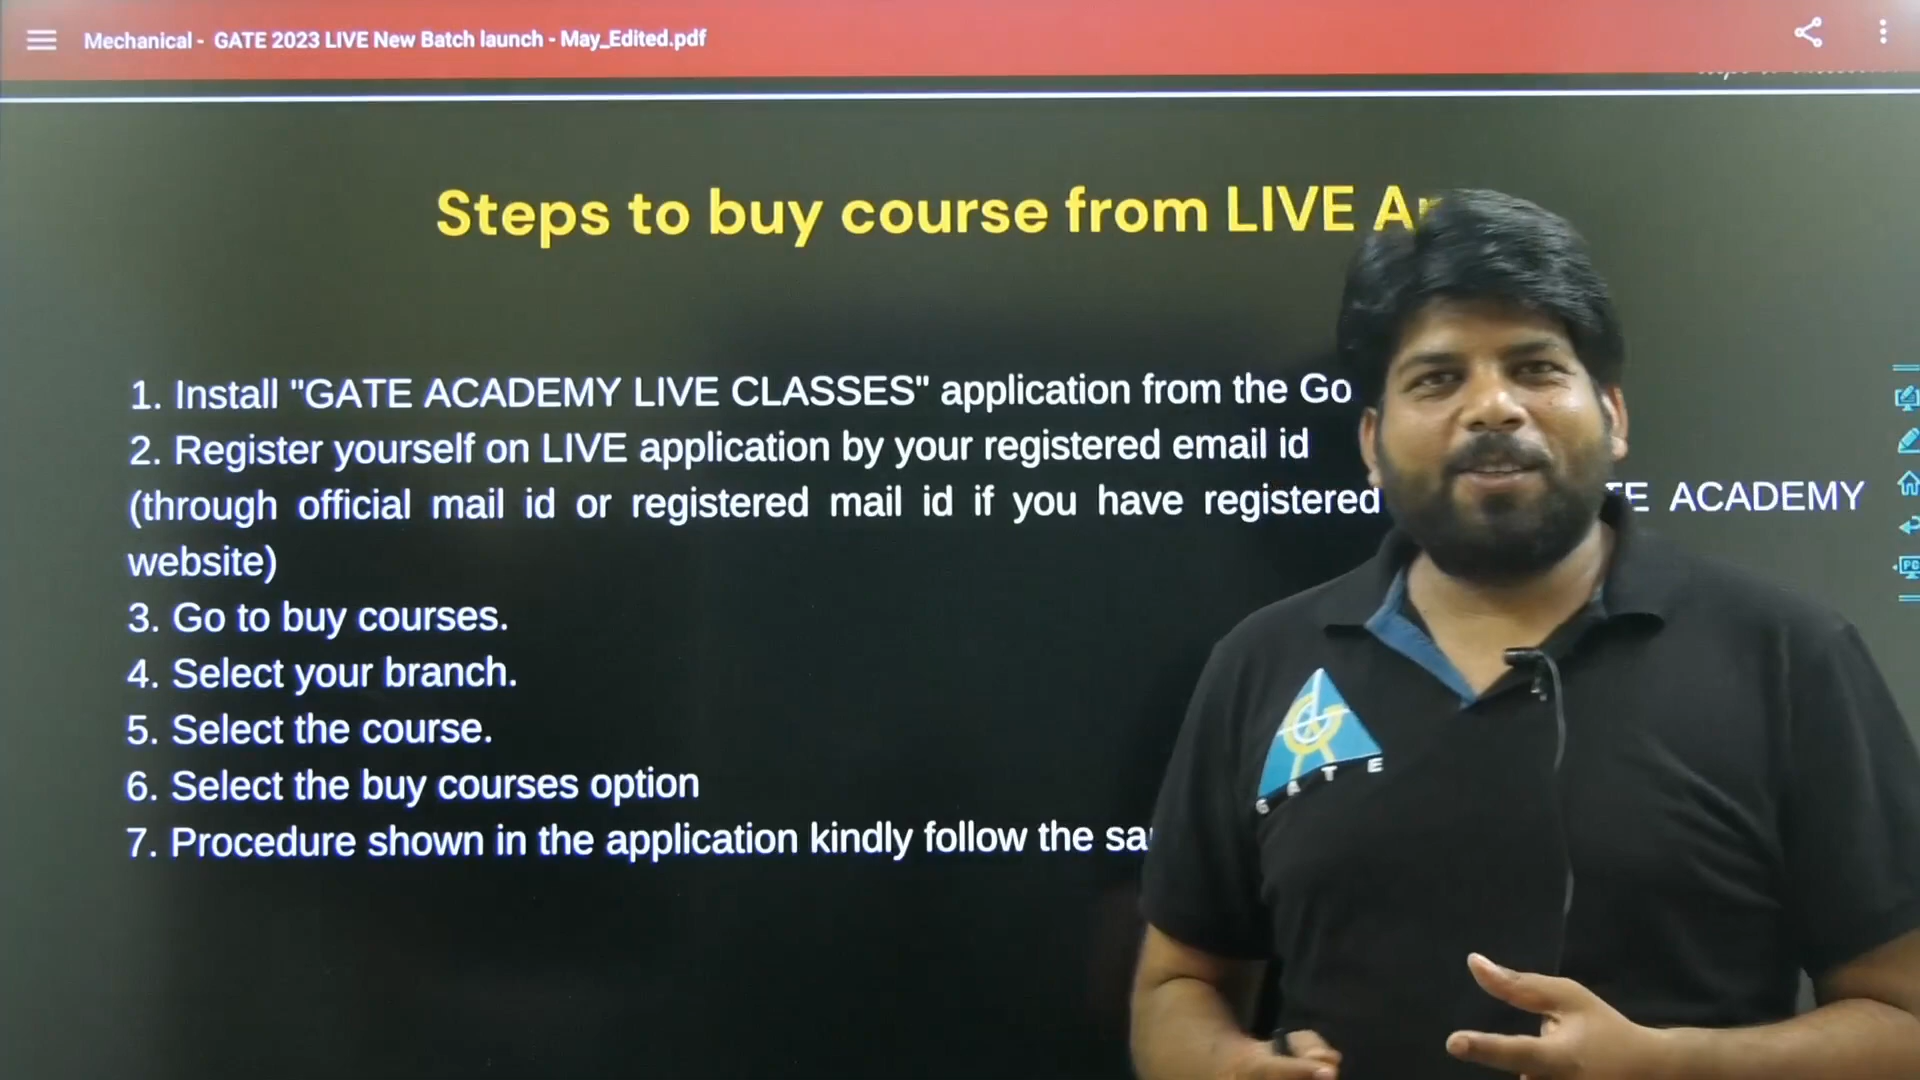 Mechanical - GATE 2023 LIVE New Batch launch - May_Edited.pdf
Steps to buy course from LIVE
1. Install "GATE ACADEMY LIVE CLASSES" application from the
2. Register yourself on LIVE application by your registered email id
(through official mail id or registered mail id if you have registered ACADEMY
website)
3. Go to buy courses.
4. Select your branch.
5. Select the course.
6. Select the buy courses option
7. Procedure shown in the application kindly follow the
PC
GATE